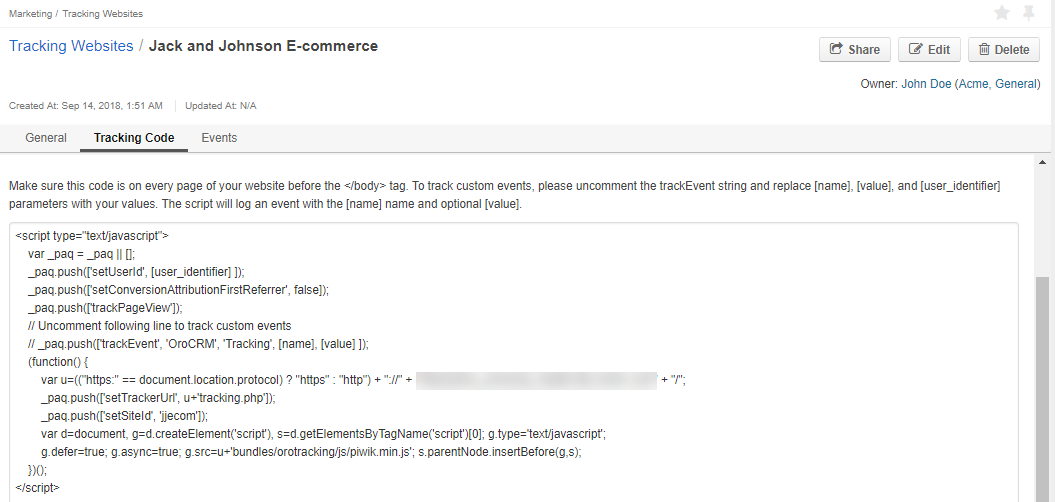 Marketing / Tracking Websites
Tracking Websites / Jack and Johnson E-commerce
Share Edit Delete
Owner: John Doe (Acme, General)
Created At: Sep 14, 2018, 1:51 AM Updated At: N/A
General Tracking Code Events
Make sure this code is on every page of your website before the </body> tag. To track custom events, please uncomment the trackEvent string and replace [name], [value], and [user_identifier]
parameters with your values. The script will log an event with the [name] name and optional [value].
<script type="text/javascript">
var _paq = _paq || [];
_paq.push(['setUserId', [user_identifier] ]);
_paq.push(['setConversionAttributionFirstReferrer', false]);
_paq.push(['trackPageView']);
// Uncomment following line to track custom events
// _paq.push(['trackEvent', 'OroCRM', 'Tracking', [name], [value] ]);
(function() {
var u=(("https:" == document.location.protocol) ? "https" : "http") + "://" + + "/";
_paq.push(['setTrackerUrl', u+'tracking.php']);
_paq.push(['setSiteId', 'jjecom']);
var d=document, g=d.createElement('script'), s=d.getElementsByTagName('script')[0]; g.type='text/javascript';
g.defer=true; g.async=true; g.src=u+'bundles/orotracking/js/piwik.min.js'; s.parentNode.insertBefore(g,s);
})();
</script>